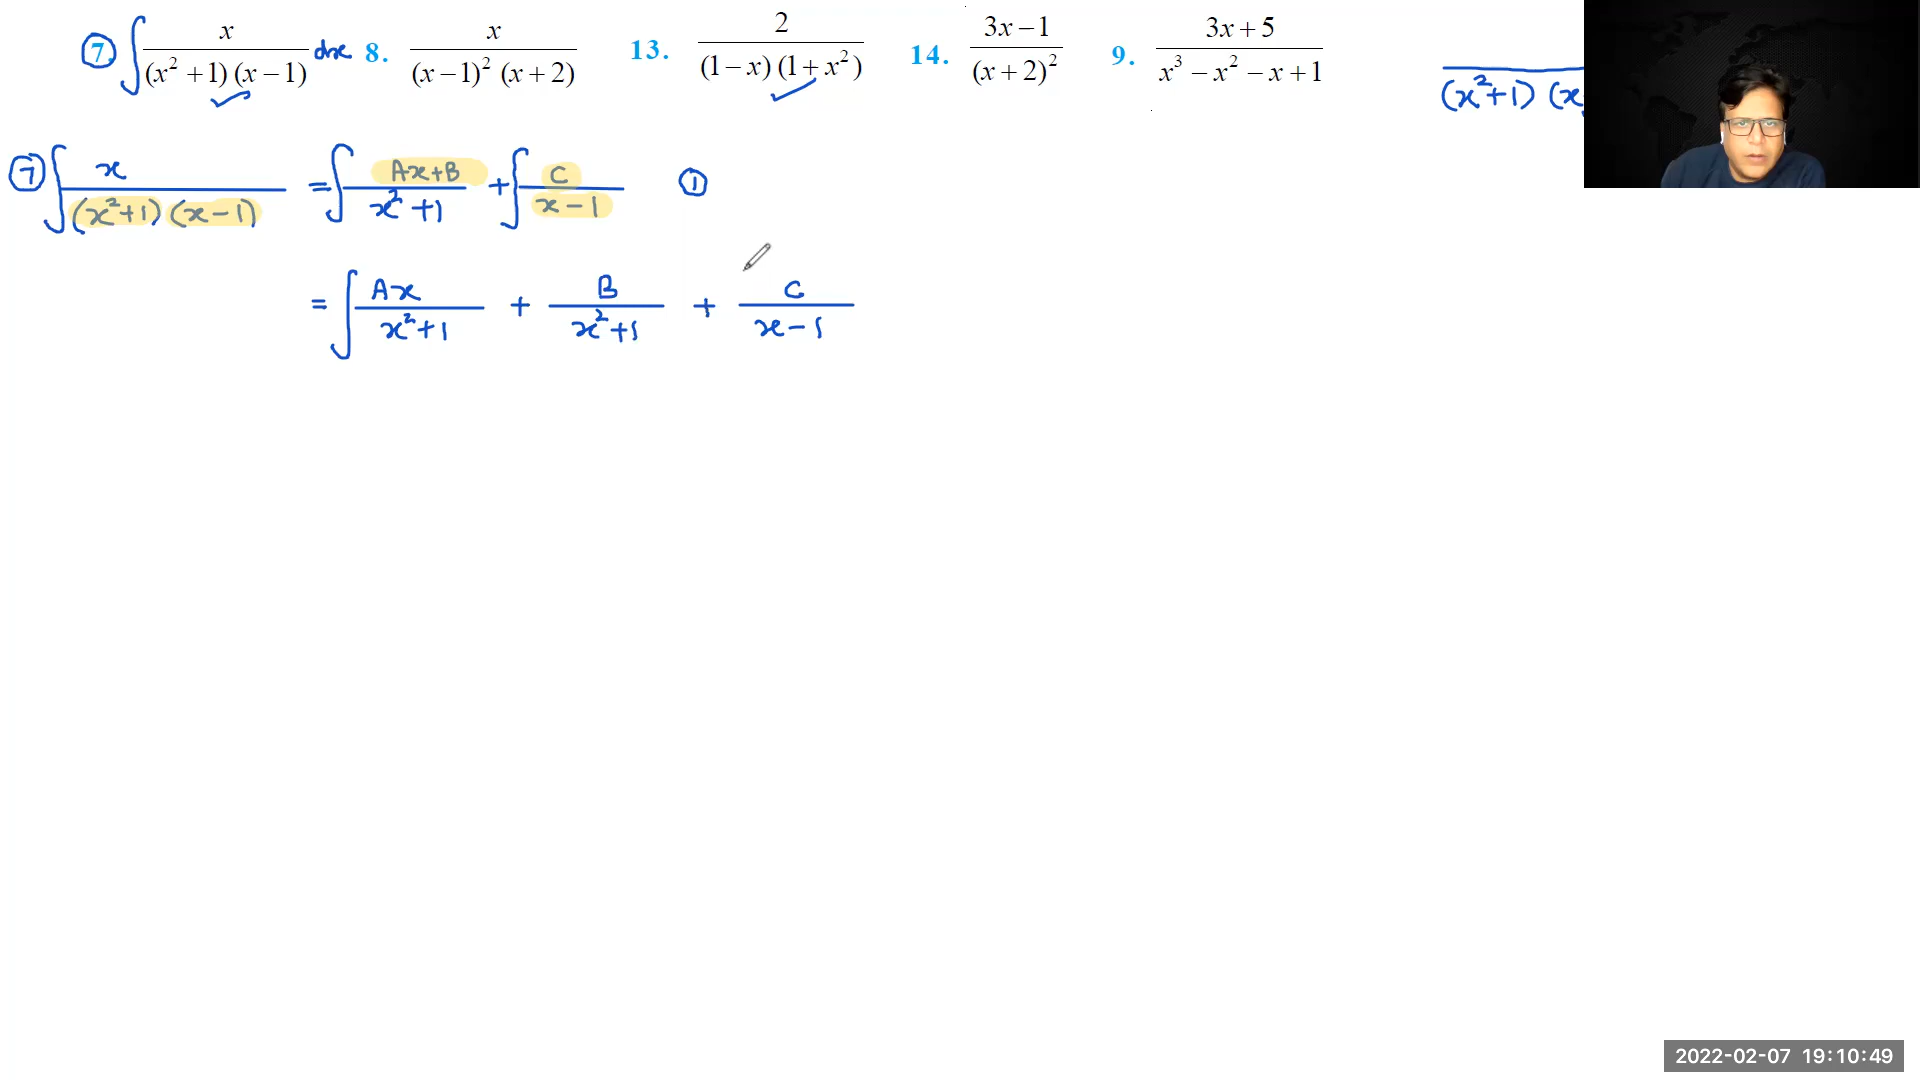 7. ∫ x / (x² + 1) (x − 1) dx 8. x / (x − 1)² (x + 2) 13. 2 / (1 − x) (1 + x²) 14. 3x − 1 / (x + 2)² 9. 3x + 5 / x³ − x² − x + 1
(x²+1) (x
7 ∫ x / (x²+1) (x−1) = ∫ Ax+B / x²+1 + ∫ C / x−1 1
= ∫ Ax / x²+1 + B / x²+1 + C / x−1
2022-02-07 19:10:49